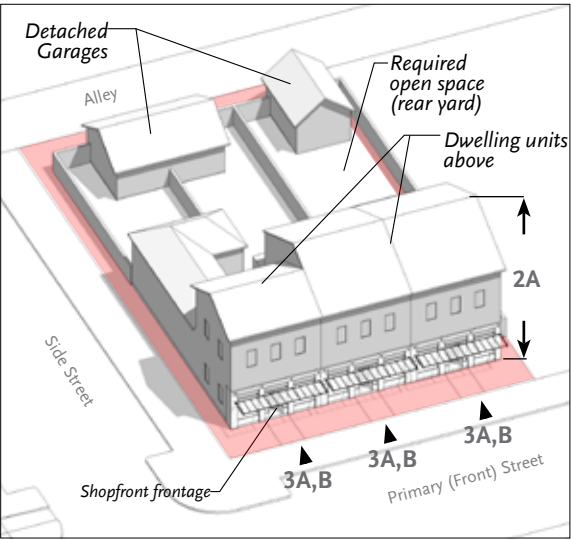 Detached
Garages
Alley
Required
open space
(rear yard)
Dwelling units
above
2A
Side Street
3A,B
3A,B
3A,B
Shopfront frontage
Primary (Front) Street